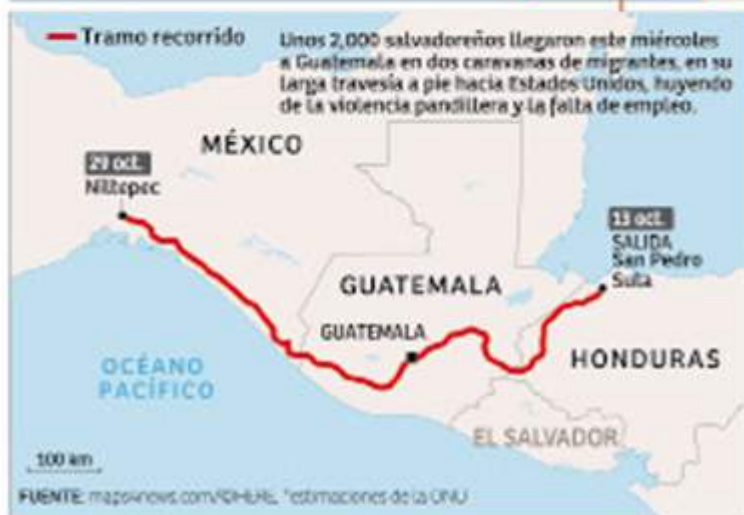 Tramo recorrido
Unos 2,000 salvadoreños llegaron este miércoles
a Guatemala en dos caravanas de migrantes, en su
larga travesía a pie hacia Estados Unidos, huyendo
de la violencia pandillera y la falta de empleo.
MÉXICO
29 oct.
Niltepec
13 oct.
SALIDA
San Pedro
Sula
GUATEMALA
GUATEMALA
HONDURAS
OCÉANO
PACÍFICO
EL SALVADOR
100 km
FUENTE: maps4news.com/©HERE, *estimaciones de la ONU